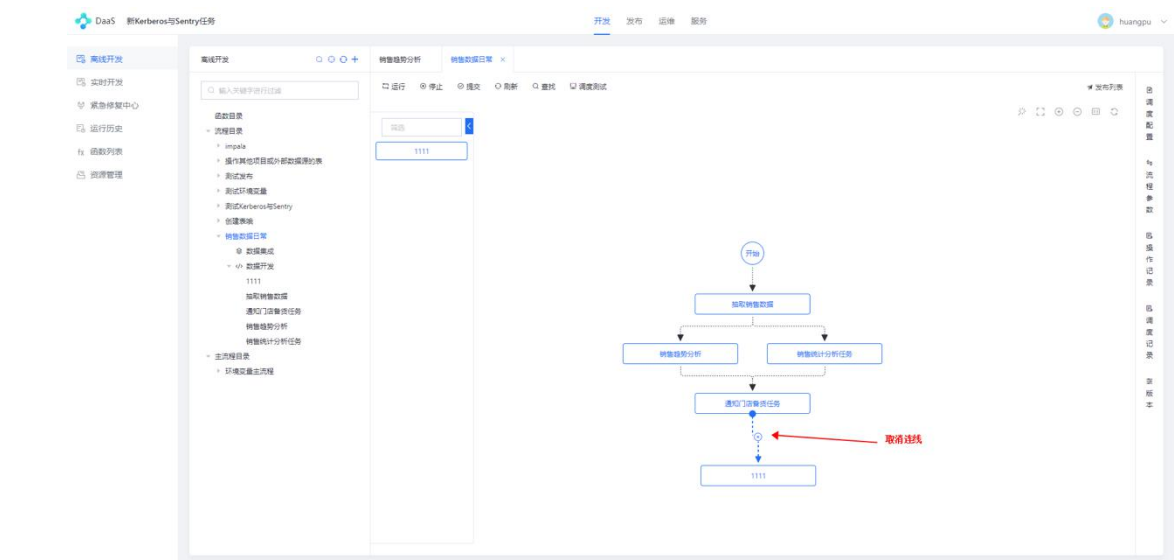 DaaS 新Kerberos与Sentry任务
开发 发布 运维 服务
huangpu
离线开发
实时开发
紧急修复中心
运行历史
fx 函数列表
资源管理
离线开发
输入关键字进行过滤
函数目录
流程目录
impala
操作其他项目或外部数据源的表
测试发布
测试环境变量
测试Kerberos与Sentry
创建表唉
销售数据日常
数据集成
</> 数据开发
1111
抽取销售数据
通知门店备货任务
销售趋势分析
销售统计分析任务
主流程目录
环境变量主流程
销售趋势分析 销售数据日常 ×
运行 停止 提交 刷新 查找 调度测试
发布列表
筛选
1111
开始
抽取销售数据
销售趋势分析 销售统计分析任务
通知门店备货任务
取消连线
1111
调度配置
流程参数
操作记录
调度记录
版本